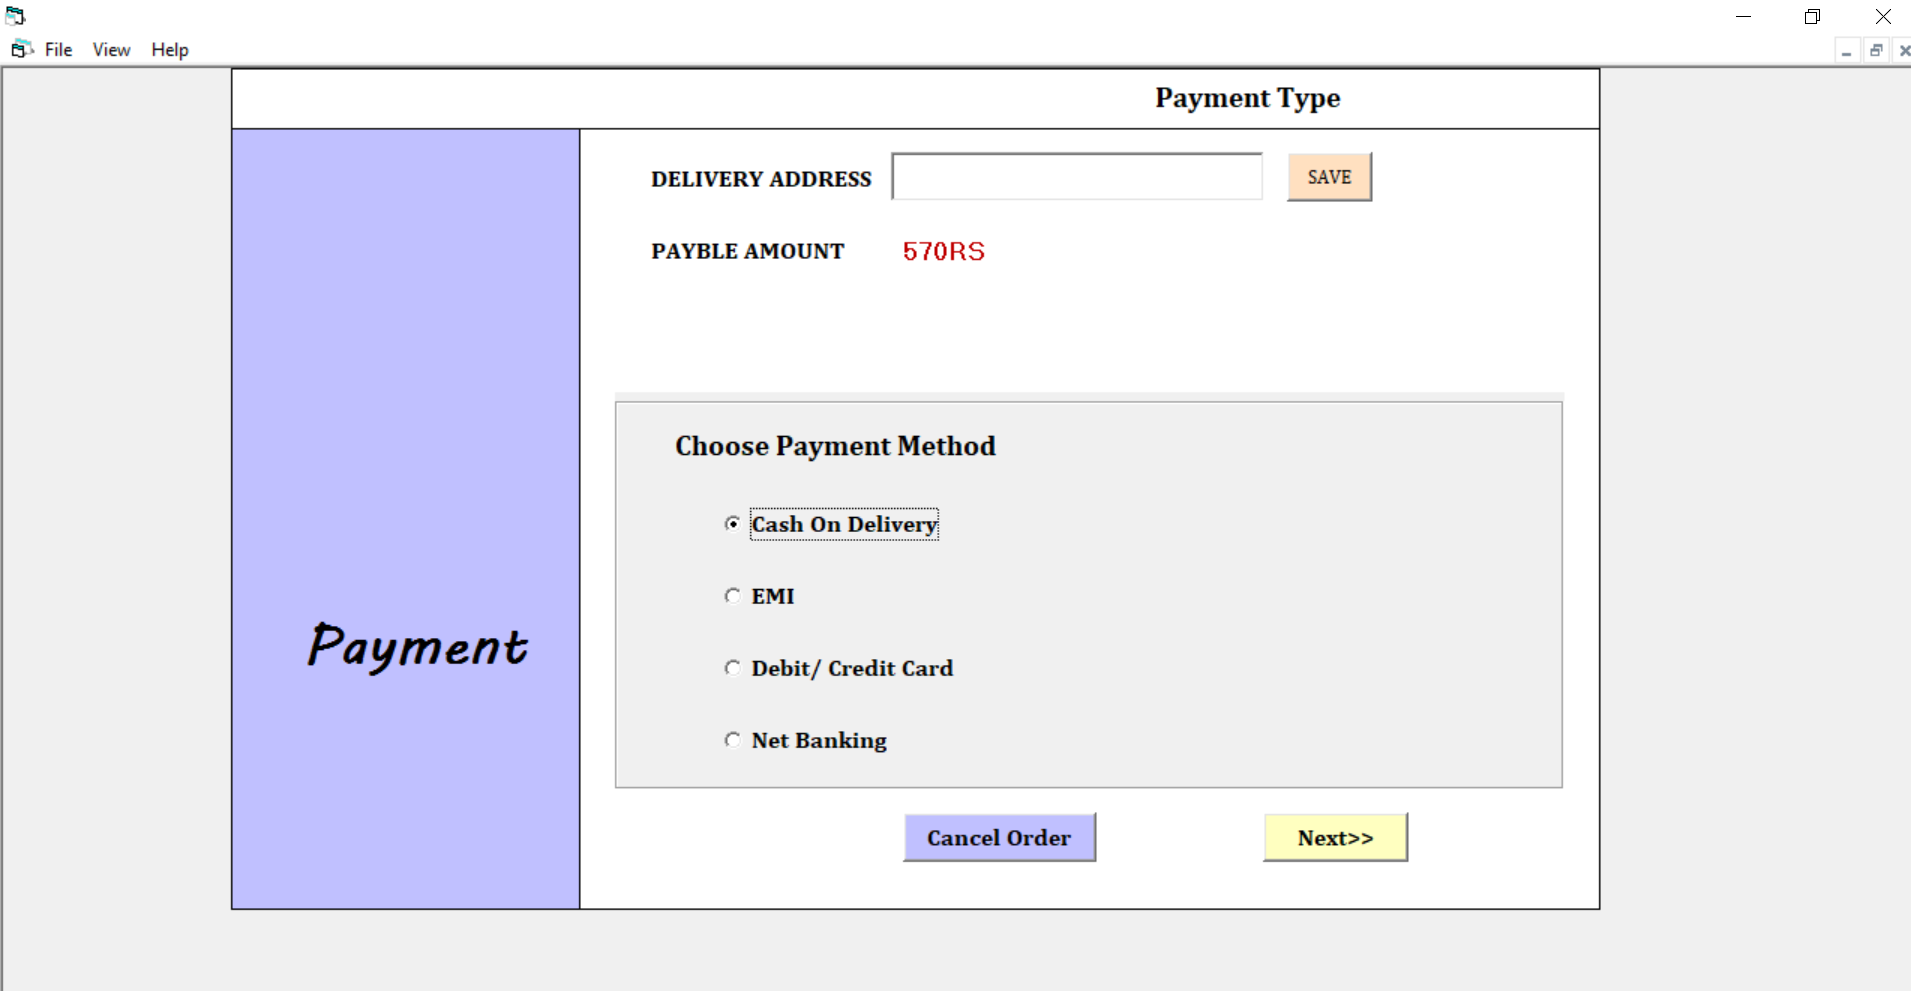 File View Help
Payment Type
DELIVERY ADDRESS SAVE
PAYBLE AMOUNT 570RS
Choose Payment Method
Cash On Delivery
EMI
Payment
Debit/ Credit Card
Net Banking
Cancel Order Next>>